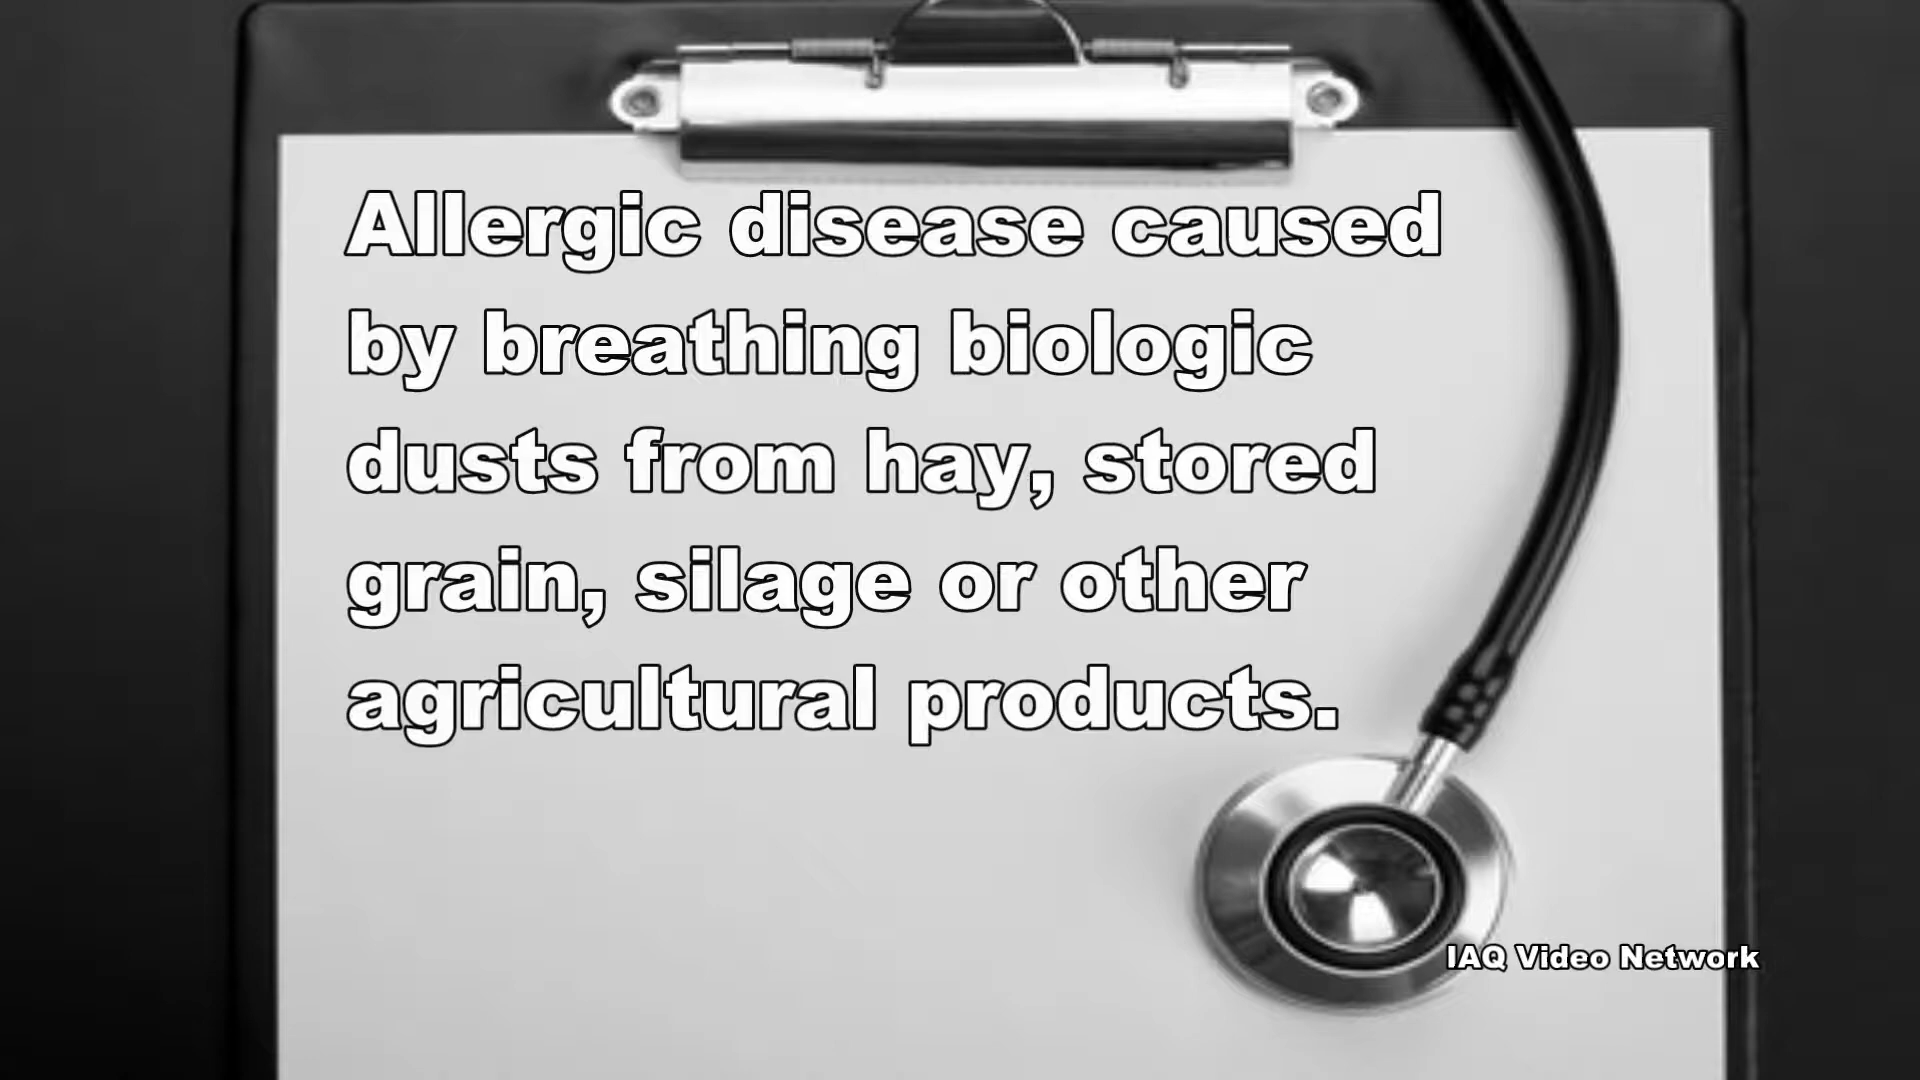 Allergic disease caused
by breathing biologic
dusts from hay, stored
grain, silage or other
agricultural products.
IAQ Video Network